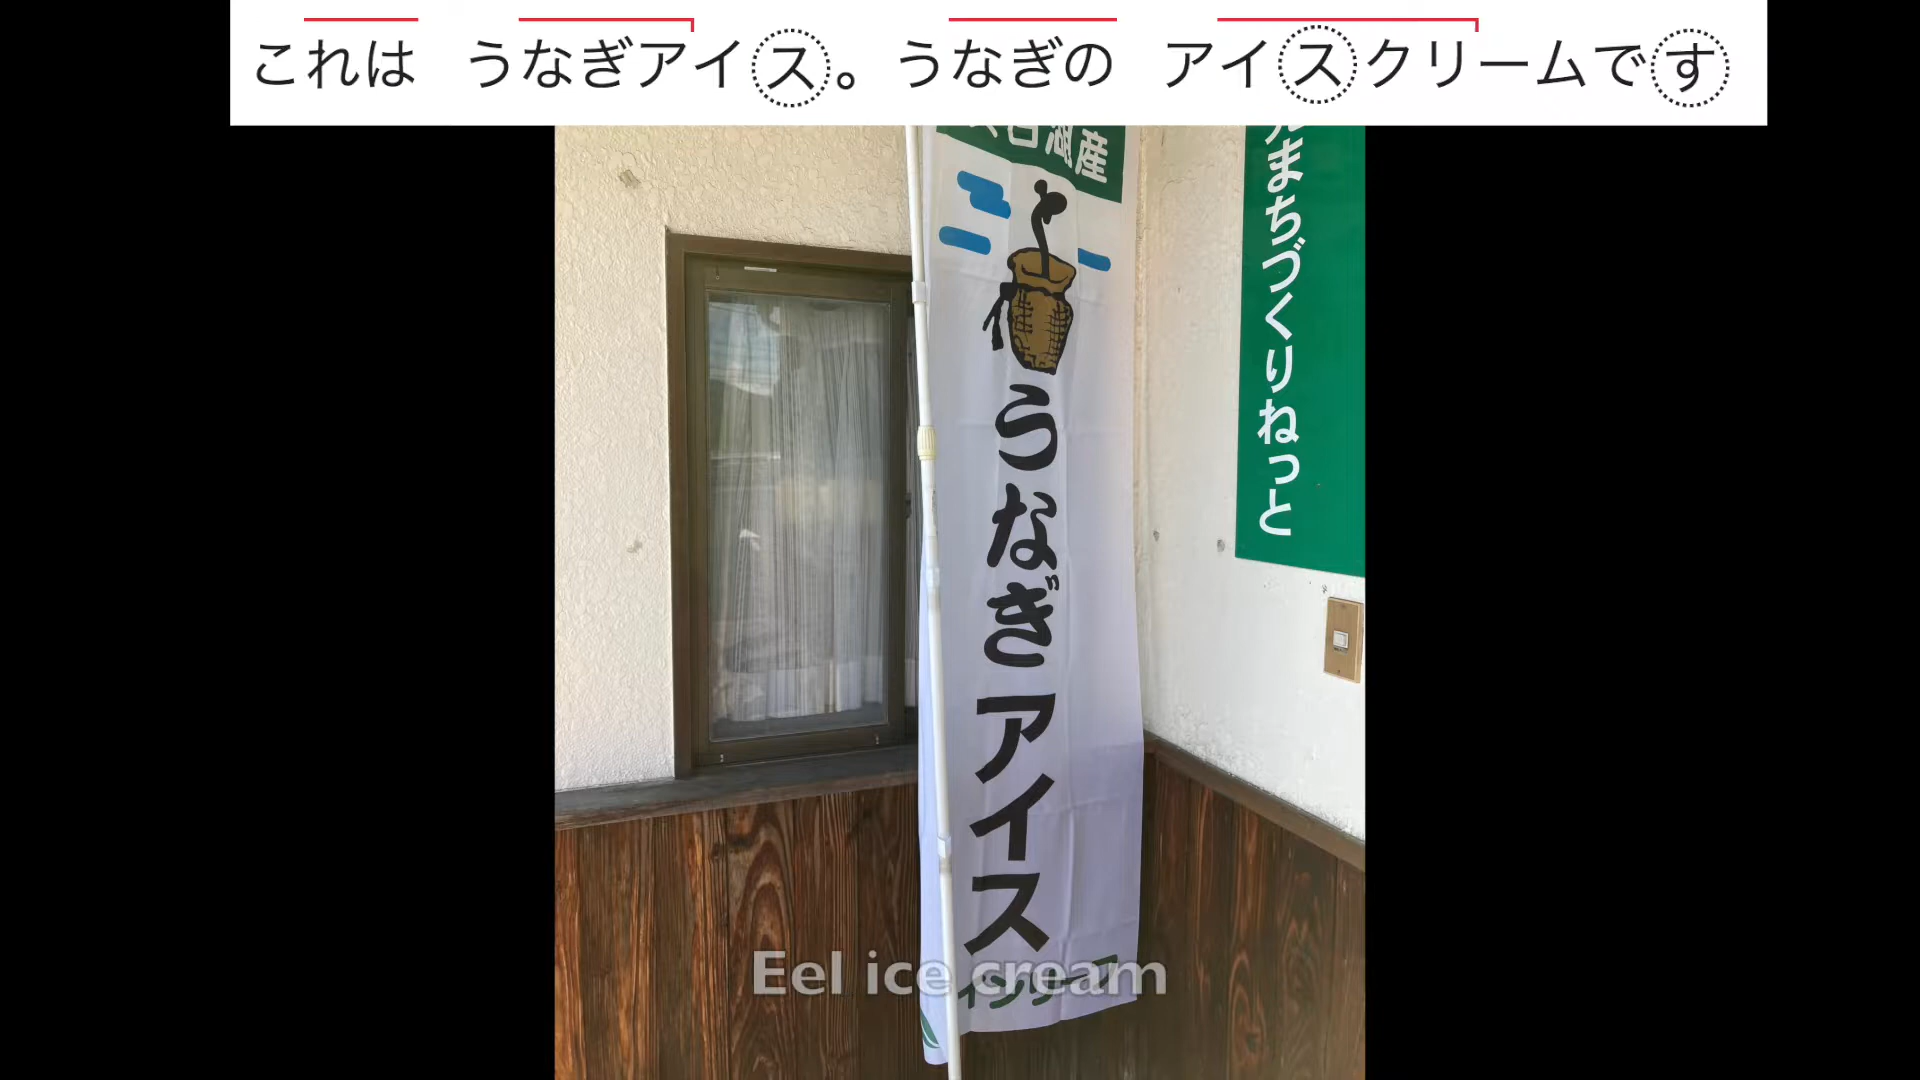 これは うなぎアイス。うなぎの アイスクリームです
湖産
うなぎアイス
まちづくりねっと
Eel ice cream